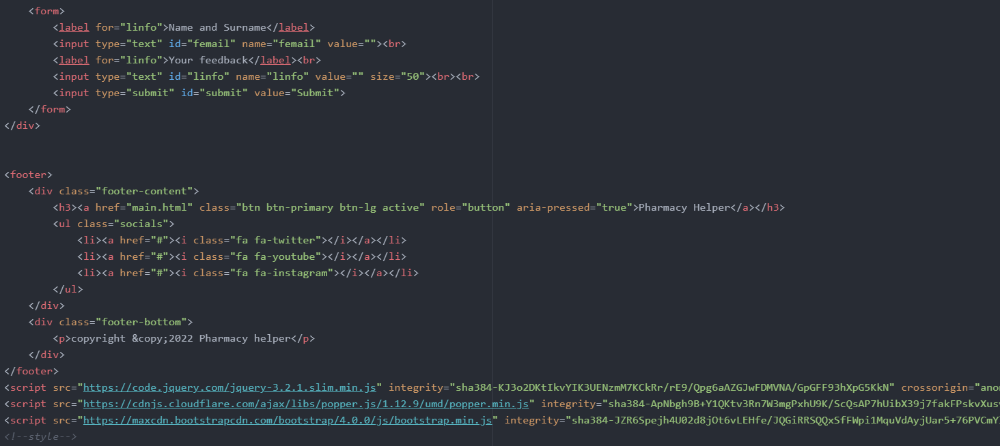 <form>
<label for="linfo">Name and Surname</label>
<input type="text" id="femail" name="femail" value=""><br>
<label for="linfo">Your feedback</label><br>
<input type="text" id="linfo" name="linfo" value="" size="50"><br><br>
<input type="submit" id="submit" value="Submit">
</form>
</div>
<footer>
<div class="footer-content">
<h3><a href="main.html" class="btn btn-primary btn-lg active" role="button" aria-pressed="true">Pharmacy Helper</a></h3>
<ul class="socials">
<li><a href="#"><i class="fa fa-twitter"></i></a></li>
<li><a href="#"><i class="fa fa-youtube"></i></a></li>
<li><a href="#"><i class="fa fa-instagram"></i></a></li>
</ul>
</div>
<div class="footer-bottom">
<p>copyright &copy;2022 Pharmacy helper</p>
</div>
</footer>
<script src="https://code.jquery.com/jquery-3.2.1.slim.min.js" integrity="sha384-KJ3o2DKtIkvYIK3UENzmM7KCkRr/rE9/Qpg6aAZGJwFDMVNA/GpGFF93hXpG5KkN" crossorigin="ano
<script src="https://cdnjs.cloudflare.com/ajax/libs/popper.js/1.12.9/umd/popper.min.js" integrity="sha384-ApNbgh9B+Y1QKtv3Rn7W3mgPxhU9K/ScQsAP7hUibX39j7fakFPskvXus
<script src="https://maxcdn.bootstrapcdn.com/bootstrap/4.0.0/js/bootstrap.min.js" integrity="sha384-JZR6Spejh4U02d8jOt6vLEHfe/JQGiRRSQQxSfFWpi1MquVdAyjUar5+76PVCmY
<!--style-->